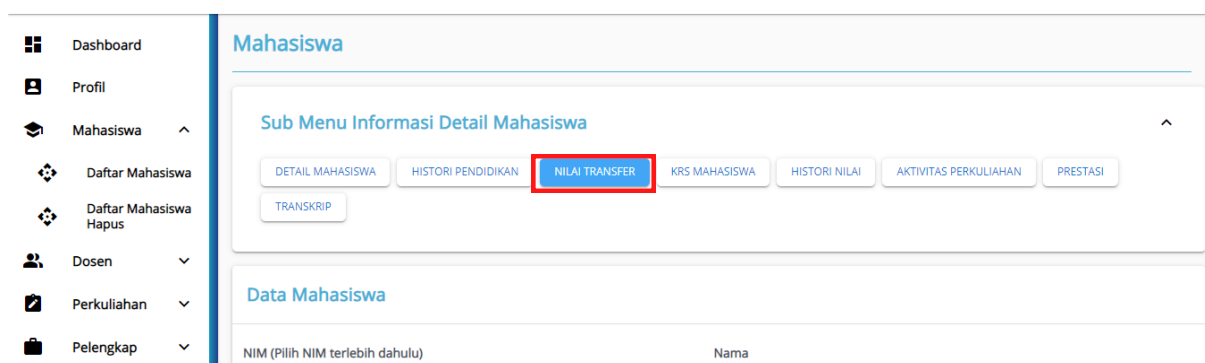 Dashboard
Profil
Mahasiswa
Daftar Mahasiswa
Daftar Mahasiswa
Hapus
Dosen
Perkuliahan
Pelengkap
Mahasiswa
Sub Menu Informasi Detail Mahasiswa
DETAIL MAHASISWA HISTORI PENDIDIKAN NILAI TRANSFER KRS MAHASISWA HISTORI NILAI AKTIVITAS PERKULIAHAN PRESTASI
TRANSKRIP
Data Mahasiswa
NIM (Pilih NIM terlebih dahulu) Nama